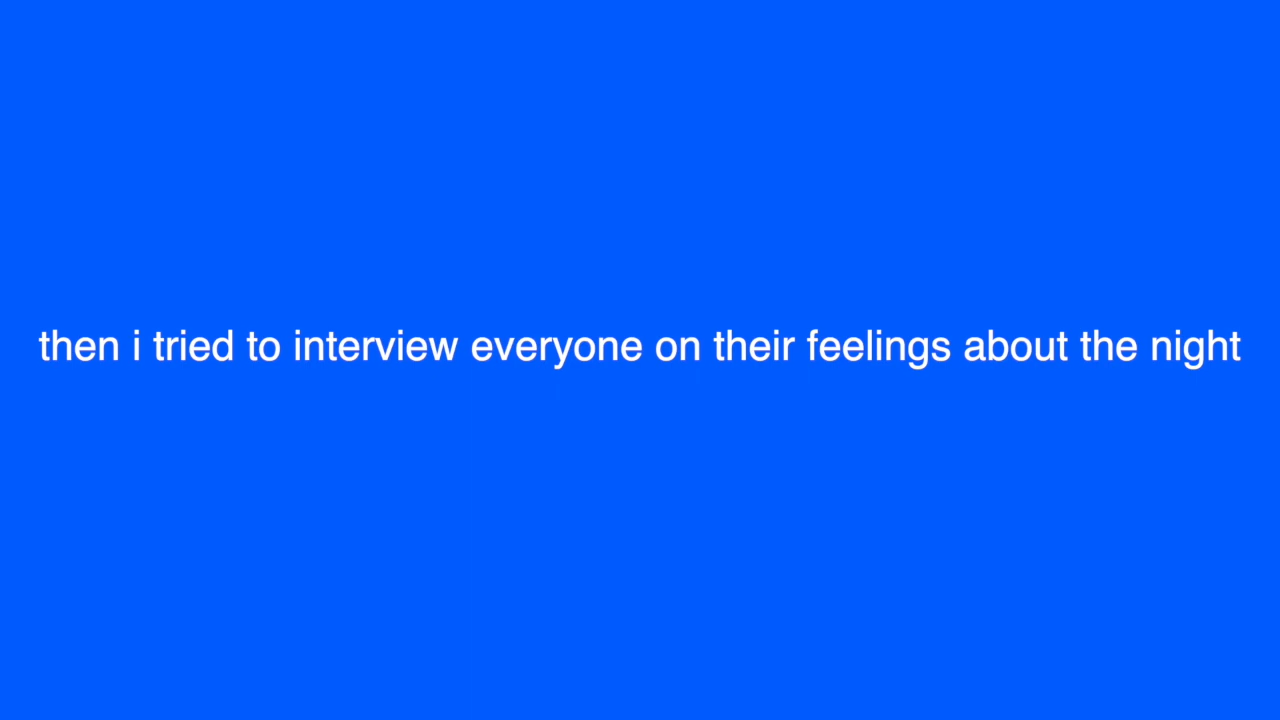 then i tried to interview everyone on their feelings about the night